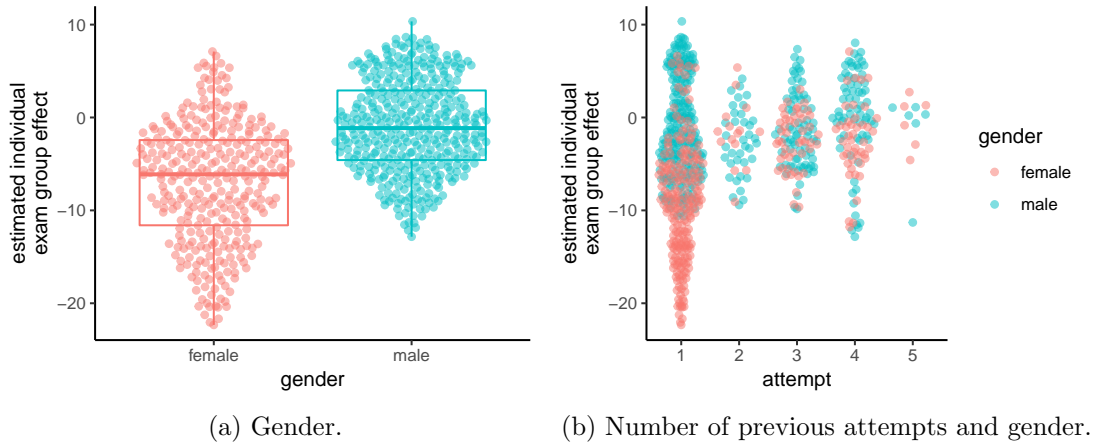 10
0
−10
−20
estimated individual
exam group effect
female
male
gender
(a) Gender.
10
0
−10
−20
estimated individual
exam group effect
1
2
3
4
5
attempt
gender
female
male
(b) Number of previous attempts and gender.